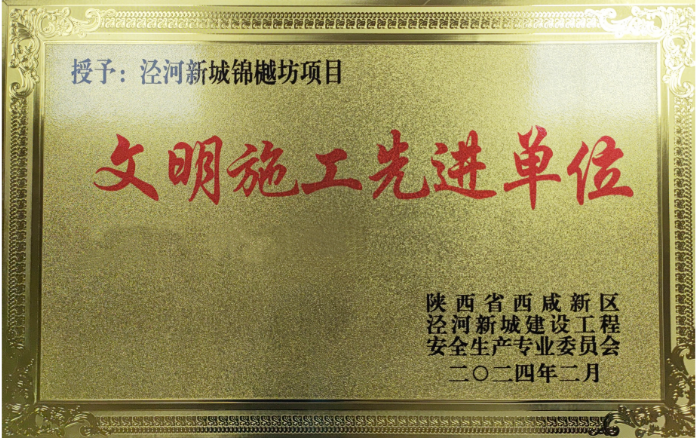 授予：泾河新城锦樾坊项目
文明施工先进单位
陕西省西咸新区
泾河新城建设工程
安全生产专业委员会
二〇二四年二月